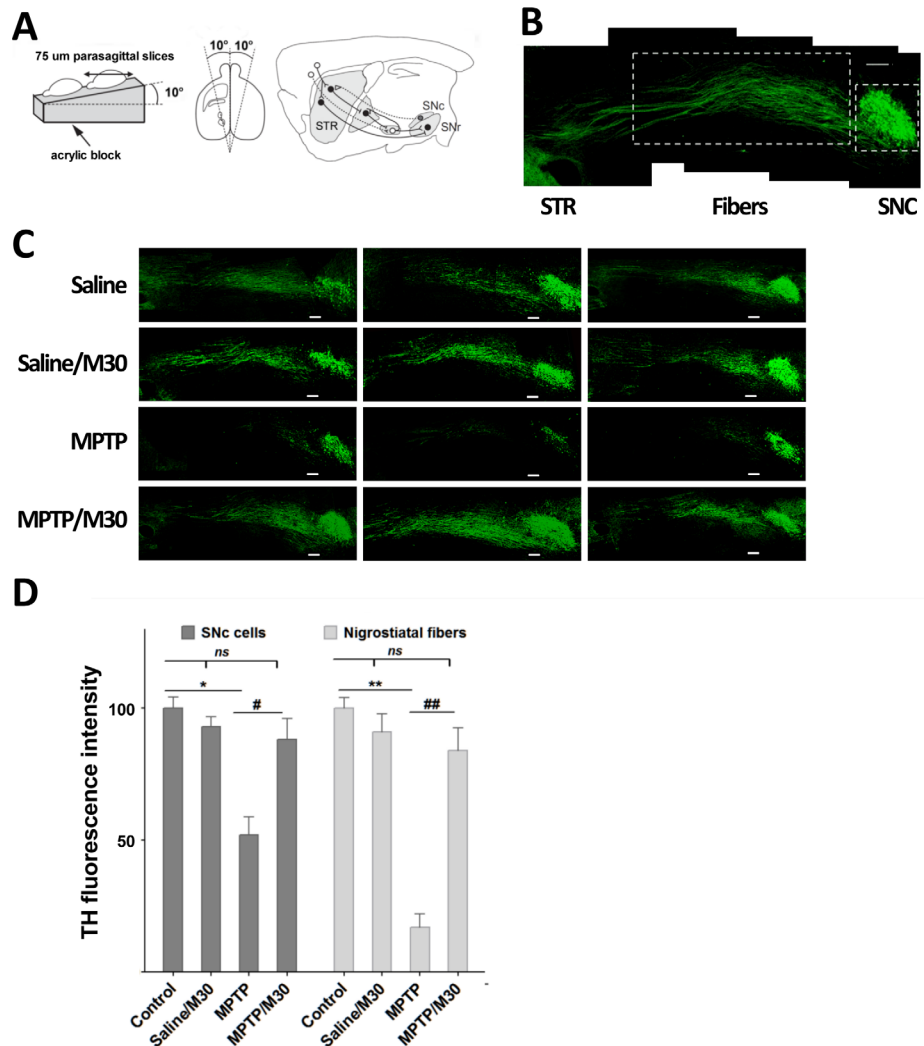 A
75 um parasagittal slices
10°
acrylic block
10° 10°
STR
SNc
SNr
B
STR Fibers SNC
C
Saline
Saline/M30
MPTP
MPTP/M30
D
SNc cells
Nigrostiatal fibers
ns
ns
*
**
#
##
TH fluorescence intensity
100
50
Control
Saline/M30
MPTP
MPTP/M30
Control
Saline/M30
MPTP
MPTP/M30